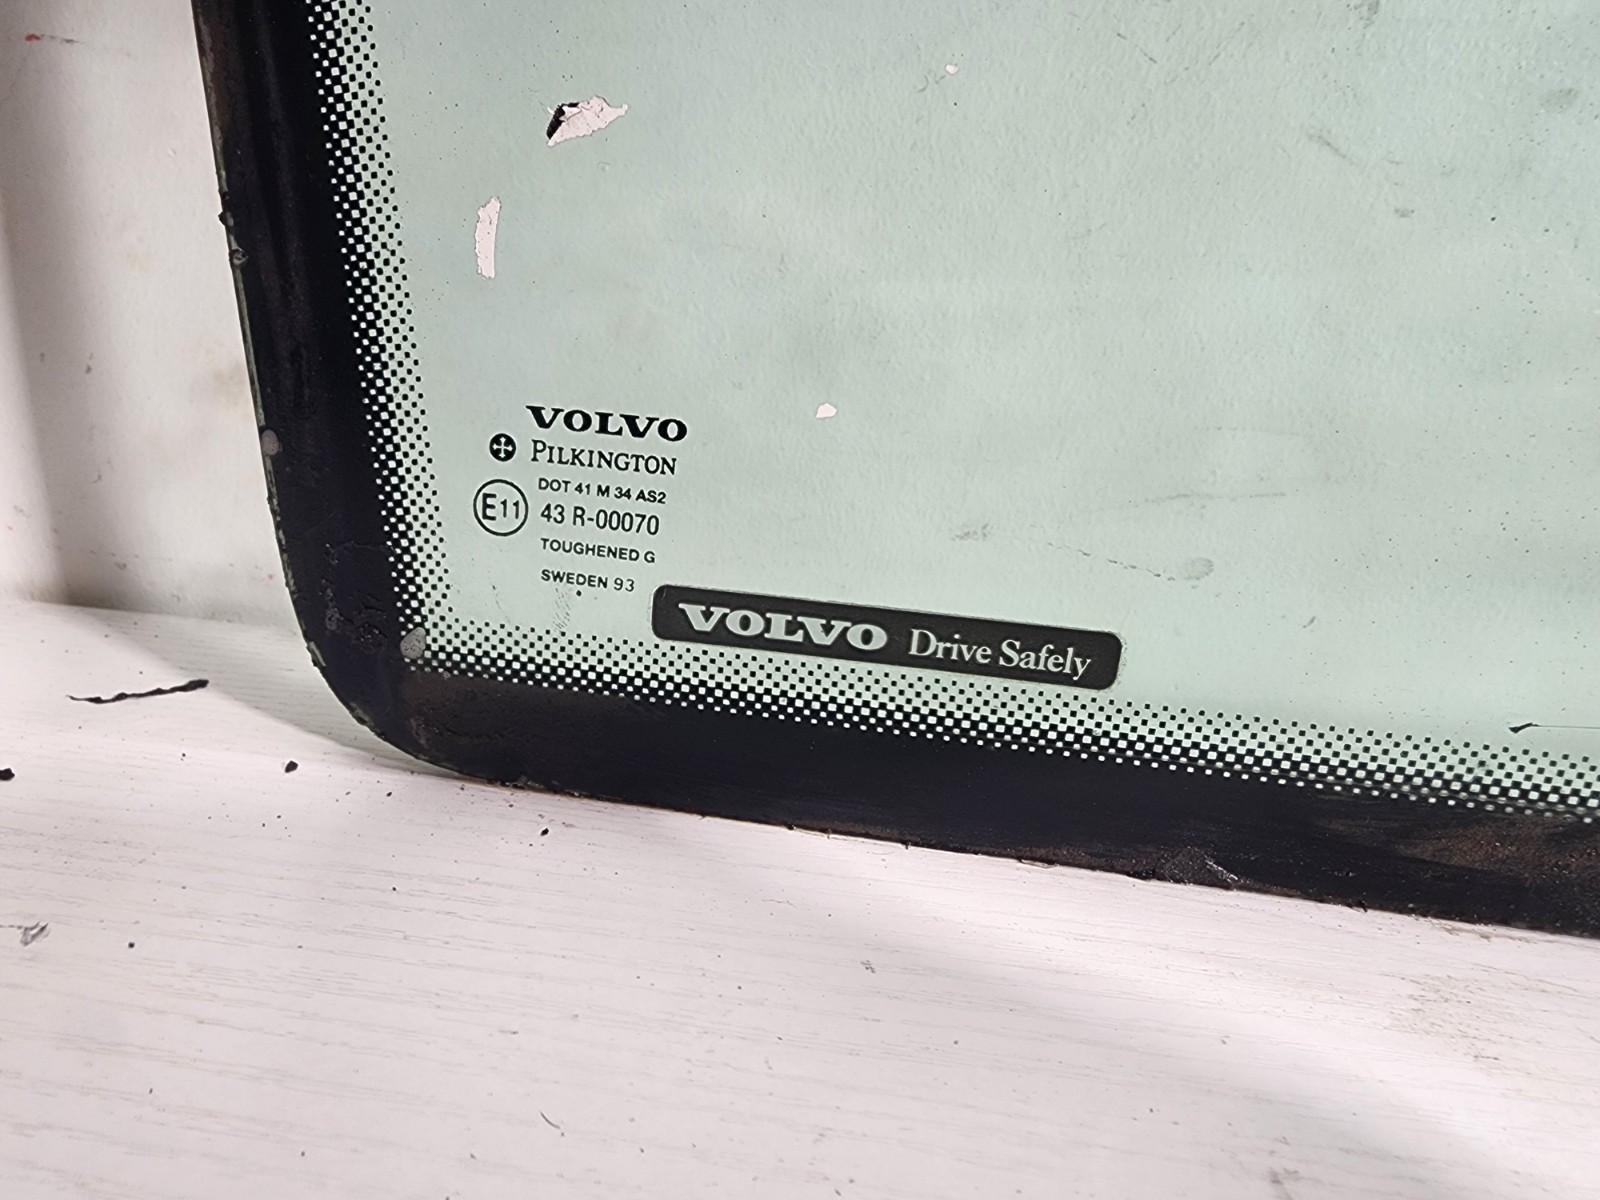 VOLVO
PILKINGTON
DOT 41 M 34 AS2
E11 43 R-00070
TOUGHENED G
SWEDEN 93
VOLVO Drive Safely